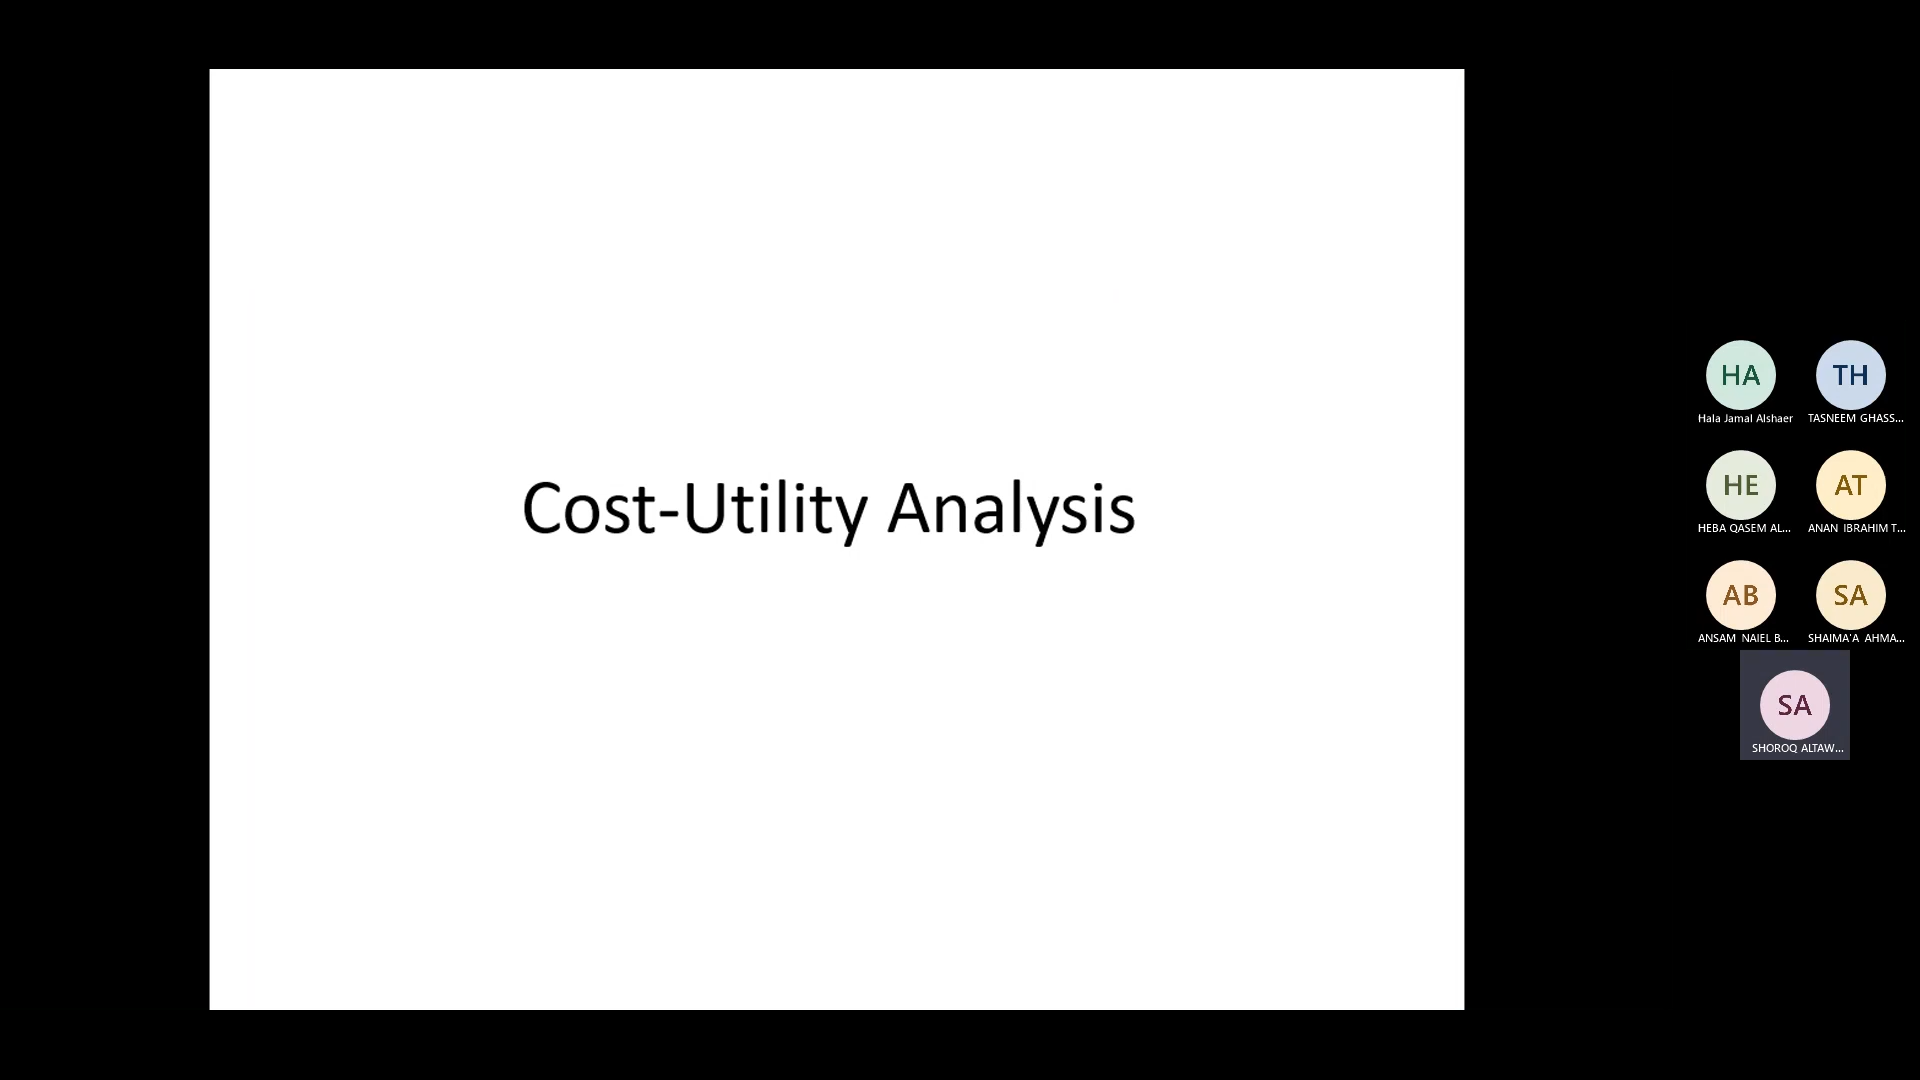 Cost-Utility Analysis
HA
TH
Hala Jamal Alshaer
TASNEEM GHASS...
HE
AT
HEBA QASEM AL...
ANAN IBRAHIM T...
AB
SA
ANSAM NAIEL B...
SHAIMA'A AHMA...
SA
SHOROQ ALTAW...